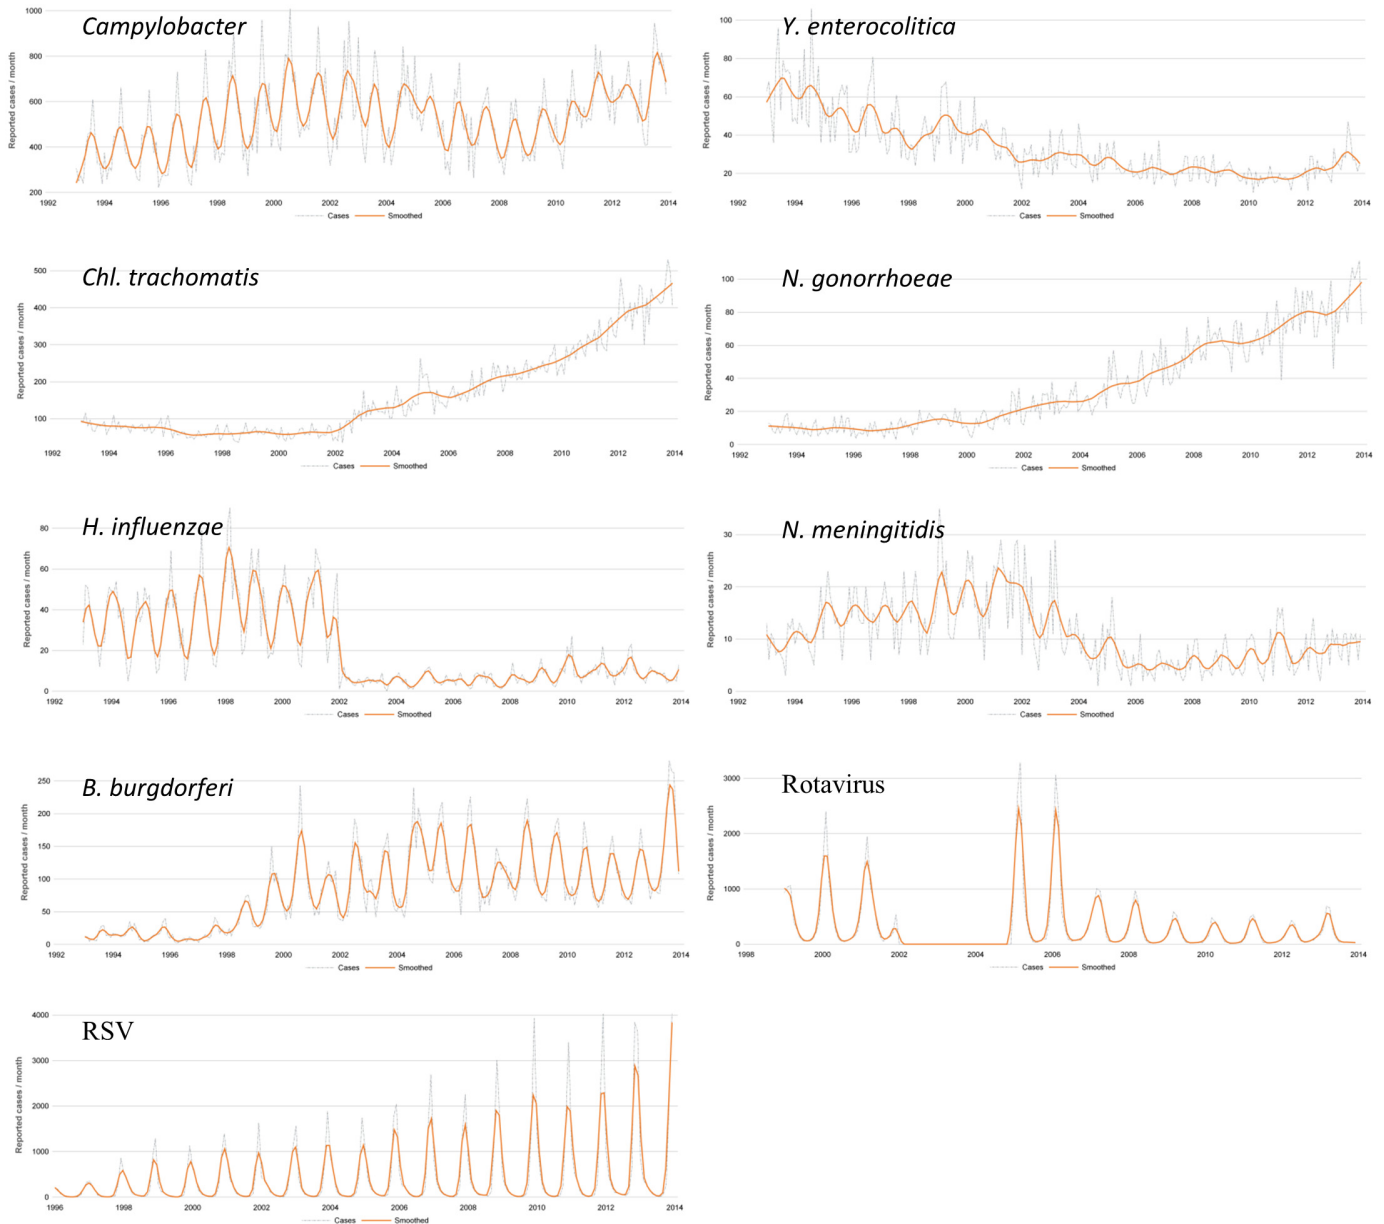 Campylobacter
Reported cases / month
1000
800
600
400
200
1992 1994 1996 1998 2000 2002 2004 2006 2008 2010 2012 2014
Cases Smoothed
Y. enterocolitica
Reported cases / month
100
80
60
40
20
1992 1994 1996 1998 2000 2002 2004 2006 2008 2010 2012 2014
Cases Smoothed
Chl. trachomatis
Reported cases / month
500
400
300
200
100
1992 1994 1996 1998 2000 2002 2004 2006 2008 2010 2012 2014
Cases Smoothed
N. gonorrhoeae
Reported cases / month
100
80
60
40
20
0
1992 1994 1996 1998 2000 2002 2004 2006 2008 2010 2012 2014
Cases Smoothed
H. influenzae
Reported cases / month
80
60
40
20
0
1992 1994 1996 1998 2000 2002 2004 2006 2008 2010 2012 2014
Cases Smoothed
N. meningitidis
Reported cases / month
30
20
10
0
1992 1994 1996 1998 2000 2002 2004 2006 2008 2010 2012 2014
Cases Smoothed
B. burgdorferi
Reported cases / month
250
200
150
100
50
0
1992 1994 1996 1998 2000 2002 2004 2006 2008 2010 2012 2014
Cases Smoothed
Rotavirus
Reported cases / month
3000
2000
1000
0
1998 2000 2002 2004 2006 2008 2010 2012 2014
Cases Smoothed
RSV
Reported cases / month
4000
3000
2000
1000
0
1996 1998 2000 2002 2004 2006 2008 2010 2012 2014
Cases Smoothed